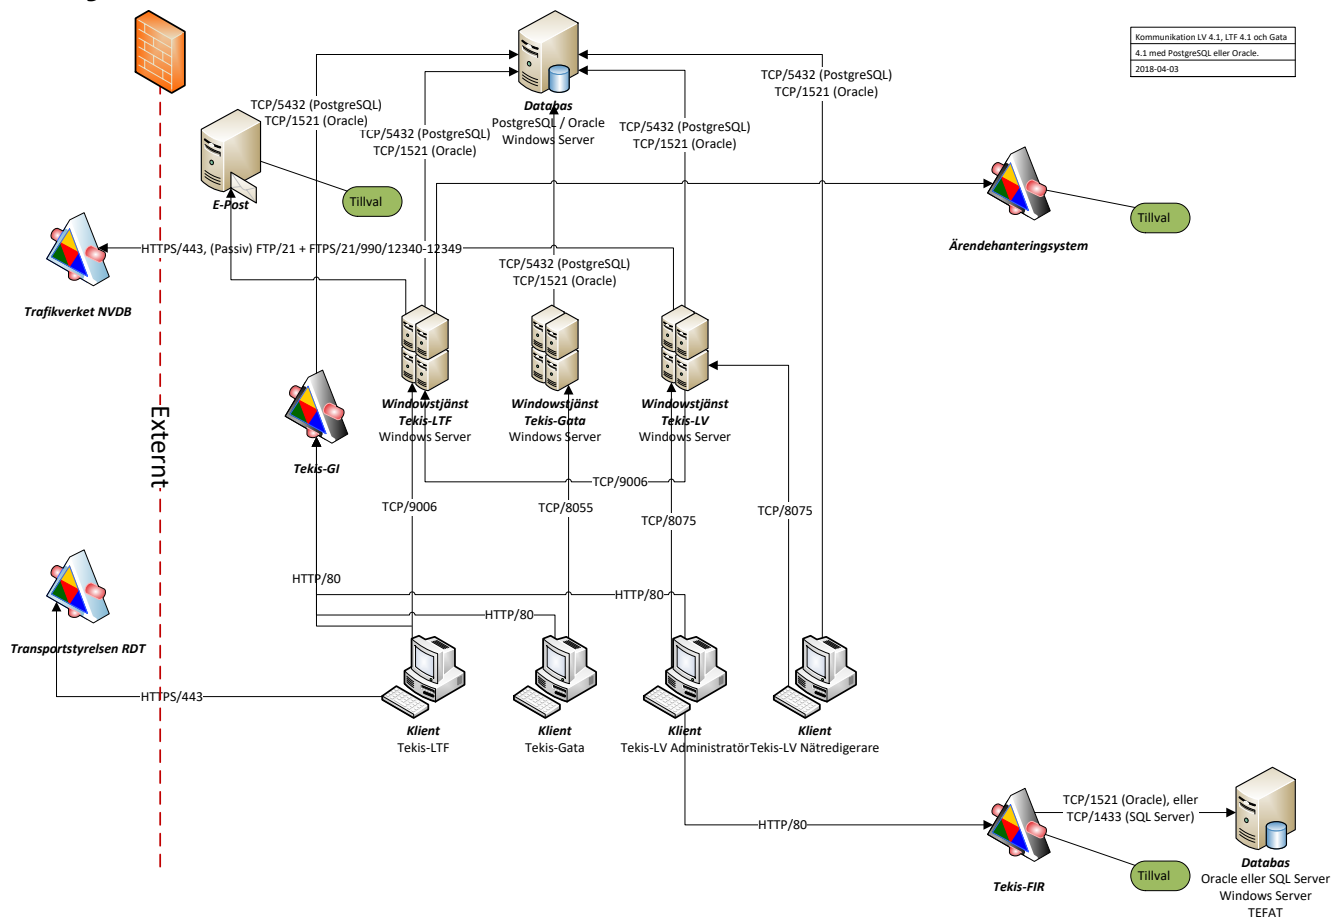 Kommunikation LV 4.1, LTF 4.1 och Gata
4.1 med PostgreSQL eller Oracle.
2018-04-03
TCP/5432 (PostgreSQL)
TCP/1521 (Oracle)
Databas
PostgreSQL / Oracle
Windows Server
TCP/5432 (PostgreSQL)
TCP/1521 (Oracle)
TCP/5432 (PostgreSQL)
TCP/1521 (Oracle)
TCP/5432 (PostgreSQL)
TCP/1521 (Oracle)
E-Post
Tillval
Tillval
Ärendehanteringsystem
HTTPS/443, (Passiv) FTP/21 + FTPS/21/990/12340-12349
TCP/5432 (PostgreSQL)
TCP/1521 (Oracle)
Trafikverket NVDB
Externt
Windowstjänst
Tekis-LTF
Windows Server
Windowstjänst
Tekis-Gata
Windows Server
Windowstjänst
Tekis-LV
Windows Server
Tekis-GI
TCP/9006
TCP/9006
TCP/8055
TCP/8075
TCP/8075
HTTP/80
HTTP/80
HTTP/80
Transportstyrelsen RDT
HTTPS/443
Klient
Tekis-LTF
Klient
Tekis-Gata
Klient
Tekis-LV Administratör
Klient
Tekis-LV Nätredigerare
HTTP/80
TCP/1521 (Oracle), eller
TCP/1433 (SQL Server)
Tekis-FIR
Tillval
Databas
Oracle eller SQL Server
Windows Server
TEFAT